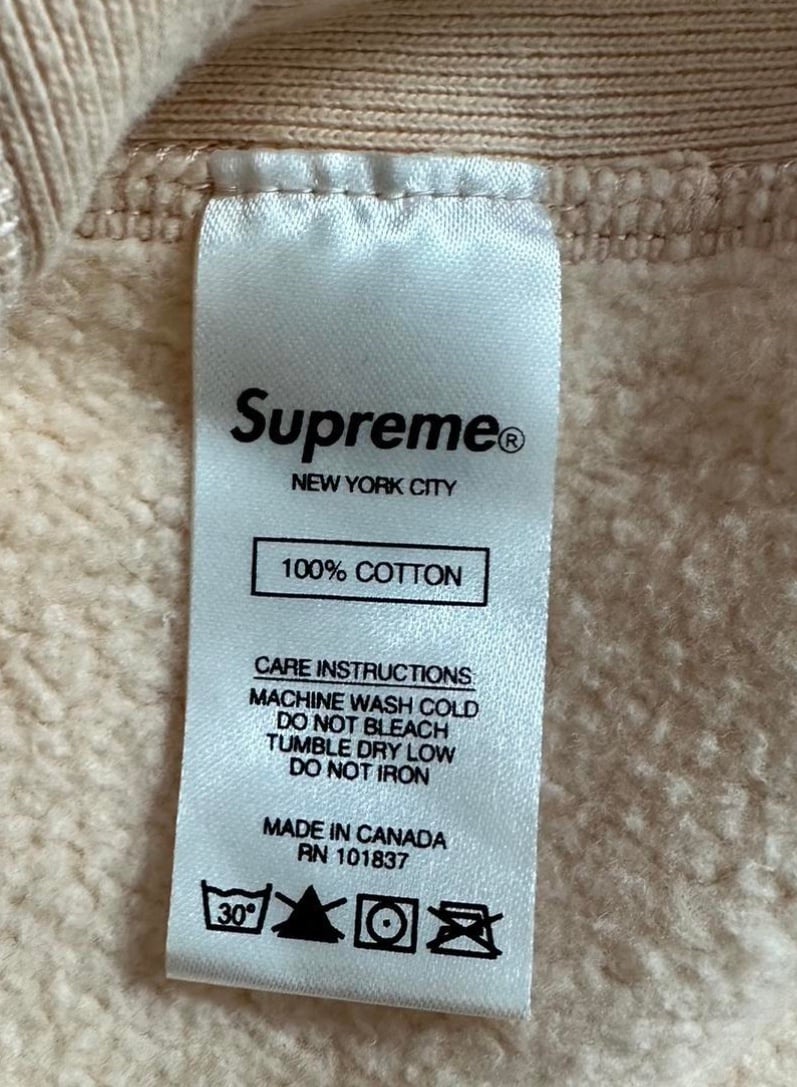 Supreme®
NEW YORK CITY
100% COTTON
CARE INSTRUCTIONS
MACHINE WASH COLD
DO NOT BLEACH
TUMBLE DRY LOW
DO NOT IRON
MADE IN CANADA
RN 101837
30°